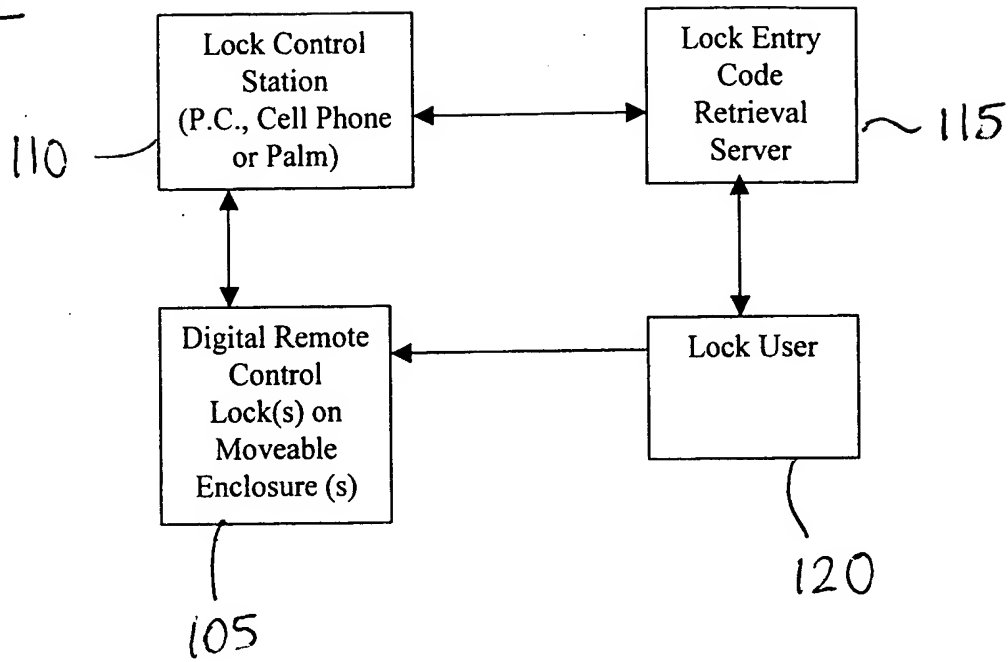 Lock Control
Station
(P.C., Cell Phone
or Palm)
110
Lock Entry
Code
Retrieval
Server
115
Digital Remote
Control
Lock(s) on
Moveable
Enclosure (s)
105
Lock User
120